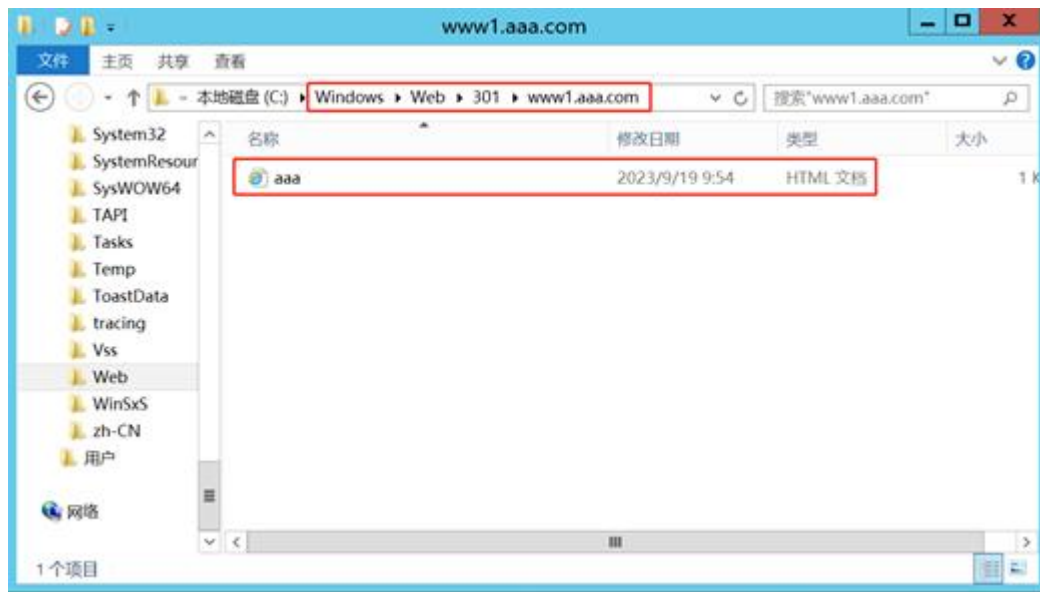 www1.aaa.com
文件 主页 共享 查看
本地磁盘 (C:) Windows Web 301 www1.aaa.com 搜索"www1.aaa.com"
名称 修改日期 类型 大小
aaa 2023/9/19 9:54 HTML 文档 1 K
System32
SystemResour
SysWOW64
TAPI
Tasks
Temp
ToastData
tracing
Vss
Web
WinSxS
zh-CN
用户
网络
1 个项目